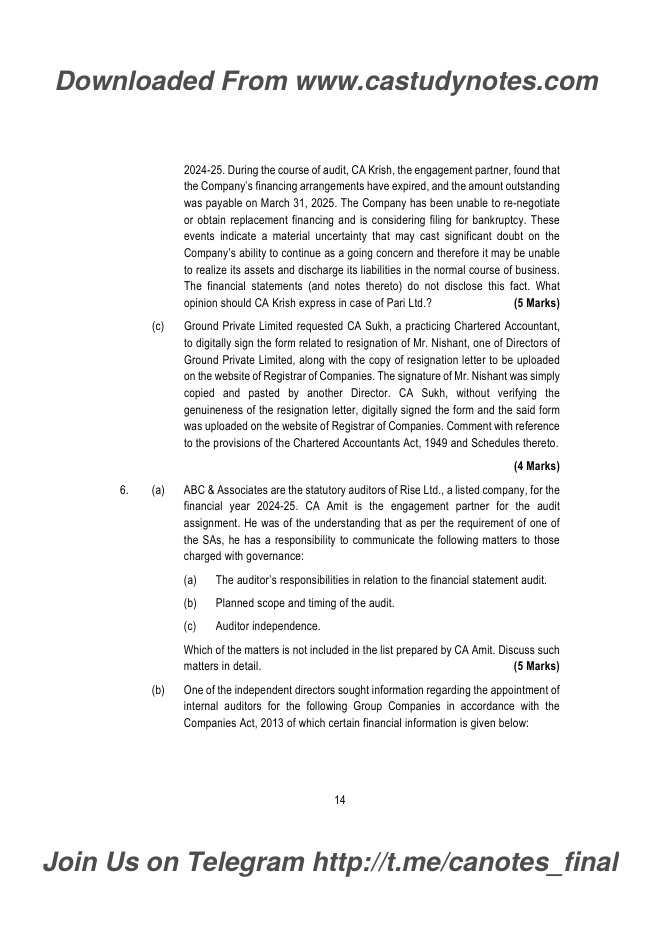 Downloaded From www.castudynotes.com
2024-25. During the course of audit, CA Krish, the engagement partner, found that
the Company's financing arrangements have expired, and the amount outstanding
was payable on March 31, 2025. The Company has been unable to re-negotiate
or obtain replacement financing and is considering filing for bankruptcy. These
events indicate a material uncertainty that may cast significant doubt on the
Company's ability to continue as a going concern and therefore it may be unable
to realize its assets and discharge its liabilities in the normal course of business.
The financial statements (and notes thereto) do not disclose this fact. What
opinion should CA Krish express in case of Pari Ltd.? (5 Marks)
(c) Ground Private Limited requested CA Sukh, a practicing Chartered Accountant,
to digitally sign the form related to resignation of Mr. Nishant, one of Directors of
Ground Private Limited, along with the copy of resignation letter to be uploaded
on the website of Registrar of Companies. The signature of Mr. Nishant was simply
copied and pasted by another Director. CA Sukh, without verifying the
genuineness of the resignation letter, digitally signed the form and the said form
was uploaded on the website of Registrar of Companies. Comment with reference
to the provisions of the Chartered Accountants Act, 1949 and Schedules thereto.
(4 Marks)
6. (a) ABC & Associates are the statutory auditors of Rise Ltd., a listed company, for the
financial year 2024-25. CA Amit is the engagement partner for the audit
assignment. He was of the understanding that as per the requirement of one of
the SAs, he has a responsibility to communicate the following matters to those
charged with governance:
(a) The auditor's responsibilities in relation to the financial statement audit.
(b) Planned scope and timing of the audit.
(c) Auditor independence.
Which of the matters is not included in the list prepared by CA Amit. Discuss such
matters in detail. (5 Marks)
(b) One of the independent directors sought information regarding the appointment of
internal auditors for the following Group Companies in accordance with the
Companies Act, 2013 of which certain financial information is given below:
14
Join Us on Telegram http://t.me/canotes_final